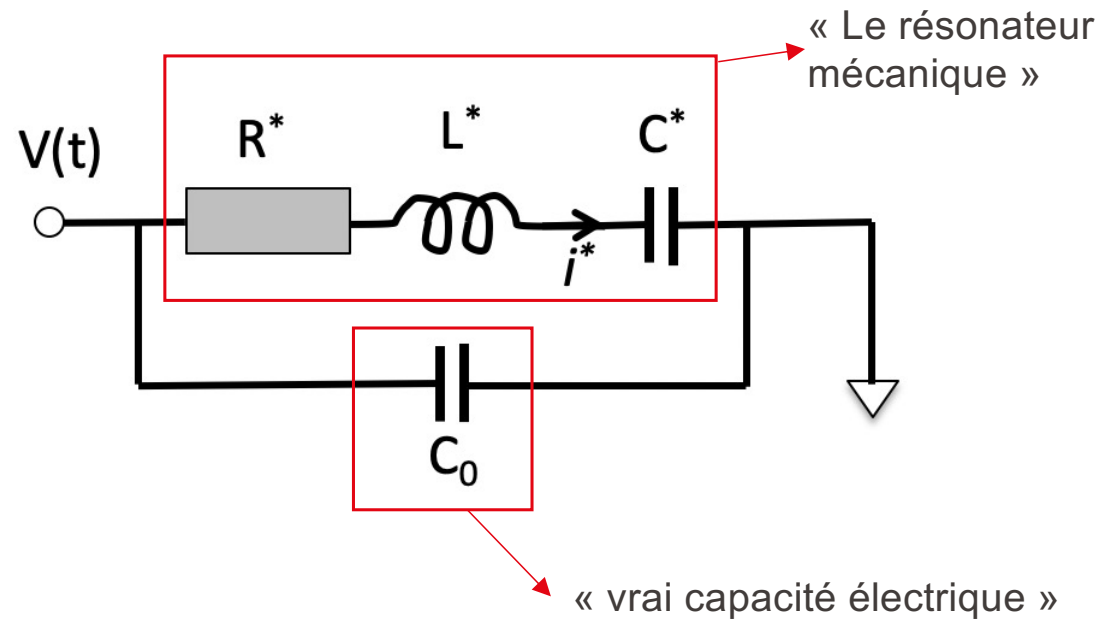 « Le résonateur
mécanique »
V(t)
R*
L*
C*
i*
C₀
« vrai capacité électrique »